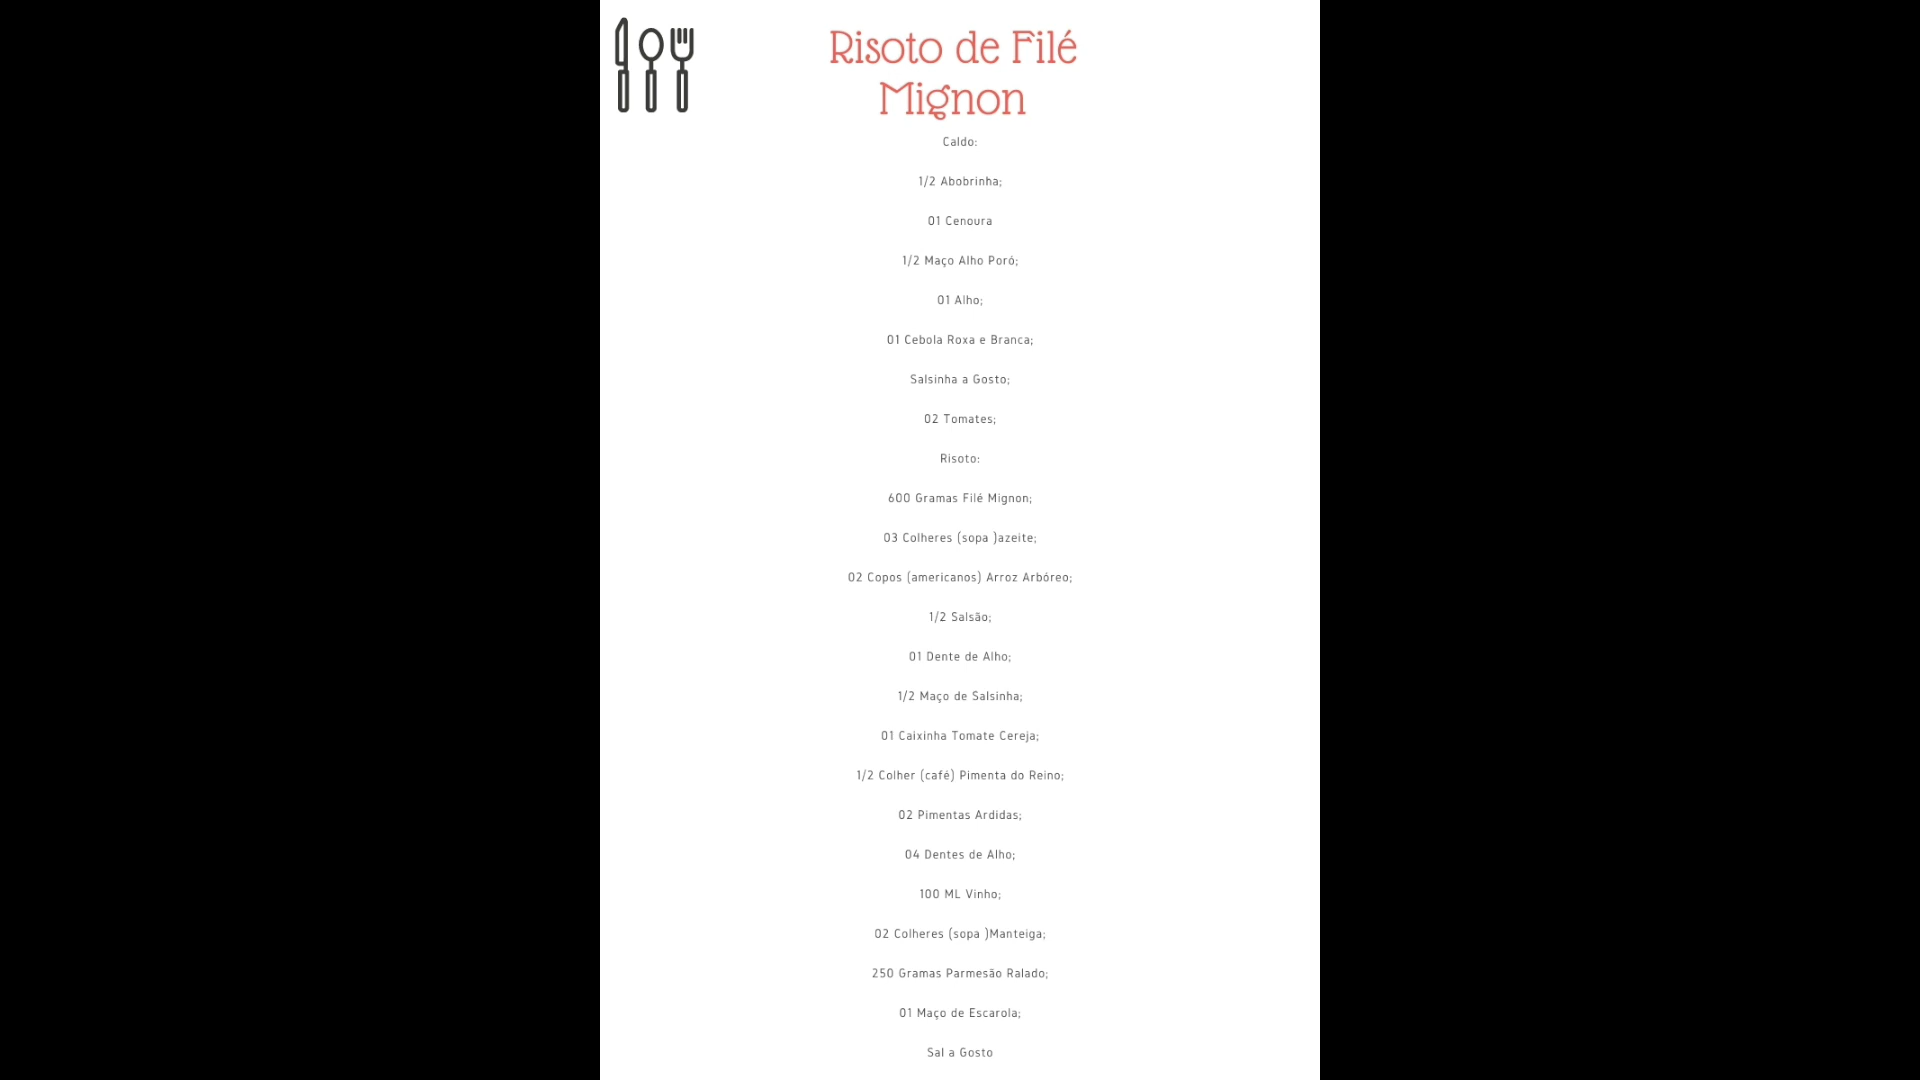 Risoto de Filé
Mignon
Caldo:
1/2 Abobrinha;
01 Cenoura
1/2 Maço Alho Poró;
01 Alho;
01 Cebola Roxa e Branca;
Salsinha a Gosto;
02 Tomates;
Risoto:
600 Gramas Filé Mignon;
03 Colheres (sopa )azeite;
02 Copos (americanos) Arroz Arbóreo;
1/2 Salsão;
01 Dente de Alho;
1/2 Maço de Salsinha;
01 Caixinha Tomate Cereja;
1/2 Colher (café) Pimenta do Reino;
02 Pimentas Ardidas;
04 Dentes de Alho;
100 ML Vinho;
02 Colheres (sopa )Manteiga;
250 Gramas Parmesão Ralado;
01 Maço de Escarola;
Sal a Gosto